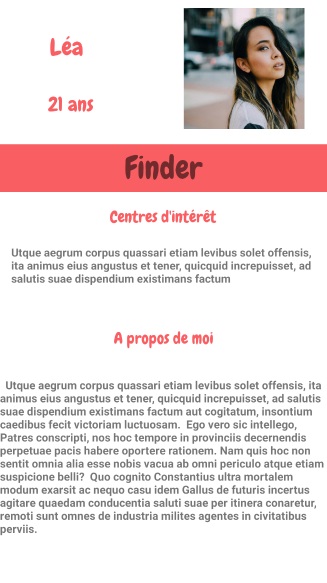 Léa
21 ans
Finder
Centres d'intérêt
Utque aegrum corpus quassari etiam levibus solet offensis,
ita animus eius angustus et tener, quicquid increpuisset, ad
salutis suae dispendium existimans factum
A propos de moi
Utque aegrum corpus quassari etiam levibus solet offensis, ita
animus eius angustus et tener, quicquid increpuisset, ad salutis
suae dispendium existimans factum aut cogitatum, insontium
caedibus fecit victoriam luctuosam.  Ego vero sic intellego,
Patres conscripti, nos hoc tempore in provinciis decernendis
perpetuae pacis habere oportere rationem. Nam quis hoc non
sentit omnia alia esse nobis vacua ab omni periculo atque etiam
suspicione belli?  Quo cognito Constantius ultra mortalem
modum exarsit ac nequo casu idem Gallus de futuris incertus
agitare quaedam conducentia saluti suae per itinera conaretur,
remoti sunt omnes de industria milites agentes in civitatibus
perviis.